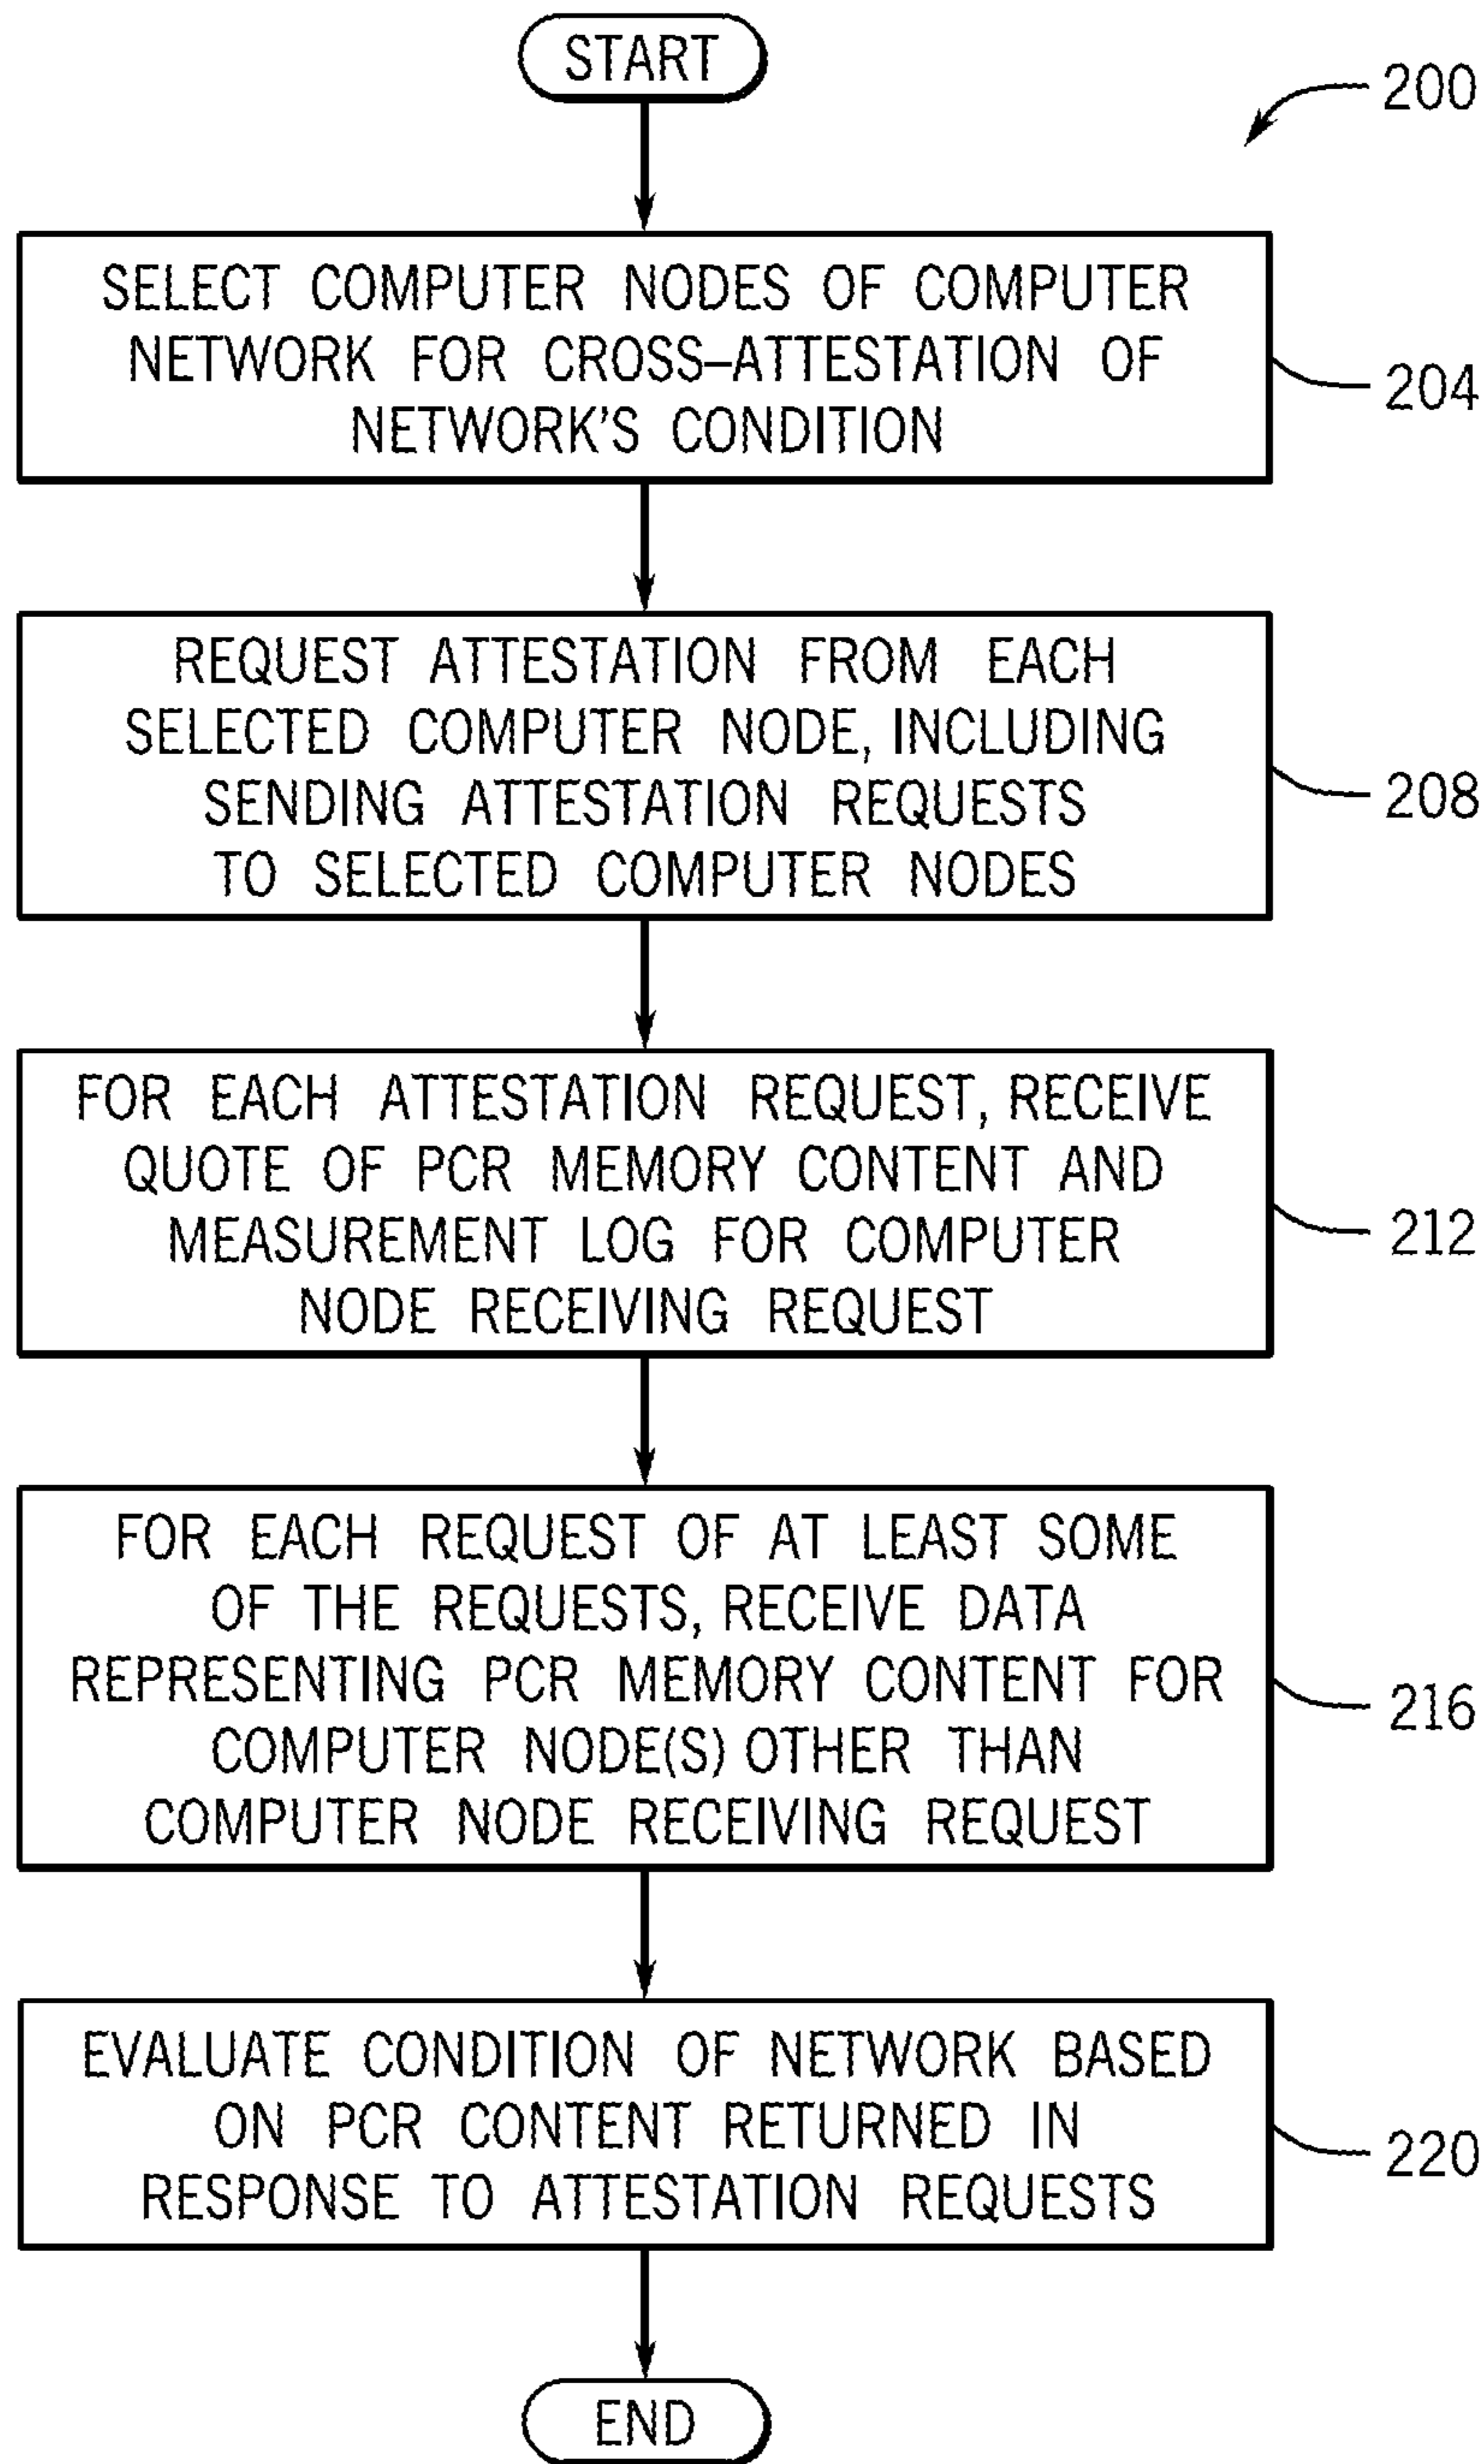 START
200
SELECT COMPUTER NODES OF COMPUTER
NETWORK FOR CROSS–ATTESTATION OF
NETWORK'S CONDITION
204
REQUEST ATTESTATION FROM EACH
SELECTED COMPUTER NODE, INCLUDING
SENDING ATTESTATION REQUESTS
TO SELECTED COMPUTER NODES
208
FOR EACH ATTESTATION REQUEST, RECEIVE
QUOTE OF PCR MEMORY CONTENT AND
MEASUREMENT LOG FOR COMPUTER
NODE RECEIVING REQUEST
212
FOR EACH REQUEST OF AT LEAST SOME
OF THE REQUESTS, RECEIVE DATA
REPRESENTING PCR MEMORY CONTENT FOR
COMPUTER NODE(S) OTHER THAN
COMPUTER NODE RECEIVING REQUEST
216
EVALUATE CONDITION OF NETWORK BASED
ON PCR CONTENT RETURNED IN
RESPONSE TO ATTESTATION REQUESTS
220
END